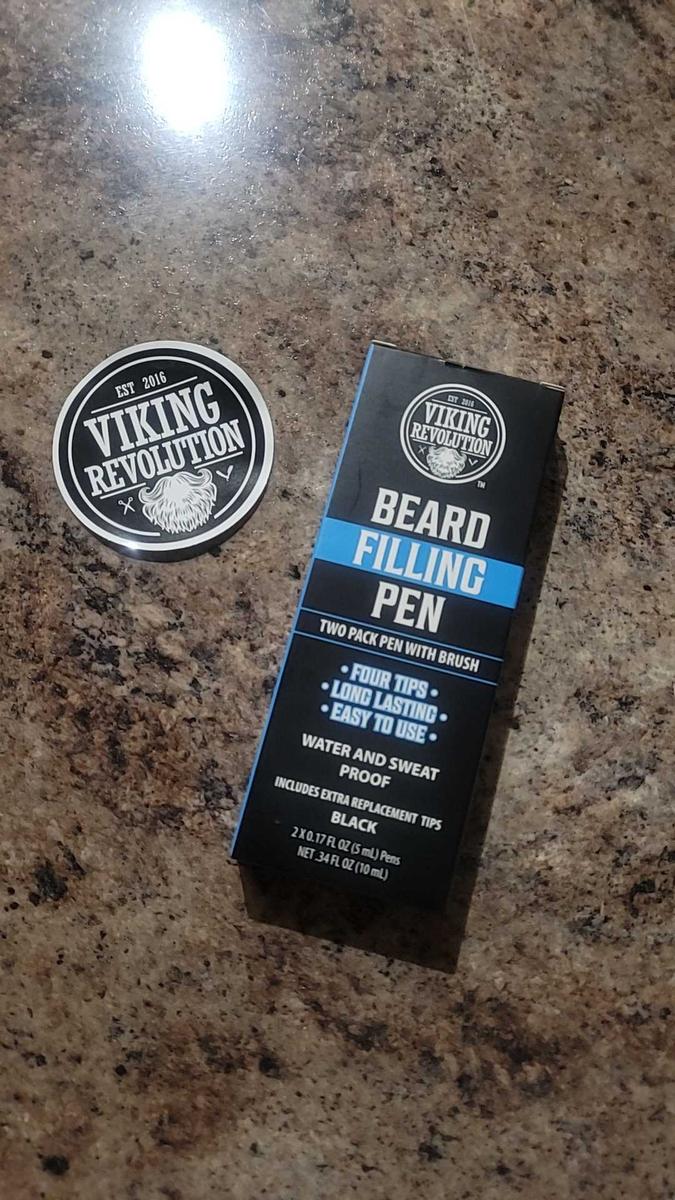 EST 2016
VIKING
REVOLUTION
EST 2016
VIKING
REVOLUTION
TM
BEARD
FILLING
PEN
TWO PACK PEN WITH BRUSH
• FOUR TIPS •
• LONG LASTING •
• EASY TO USE •
WATER AND SWEAT
PROOF
INCLUDES EXTRA REPLACEMENT TIPS
BLACK
2 X 0.17 FL OZ (5 mL) Pens
NET .34 FL OZ (10 mL)